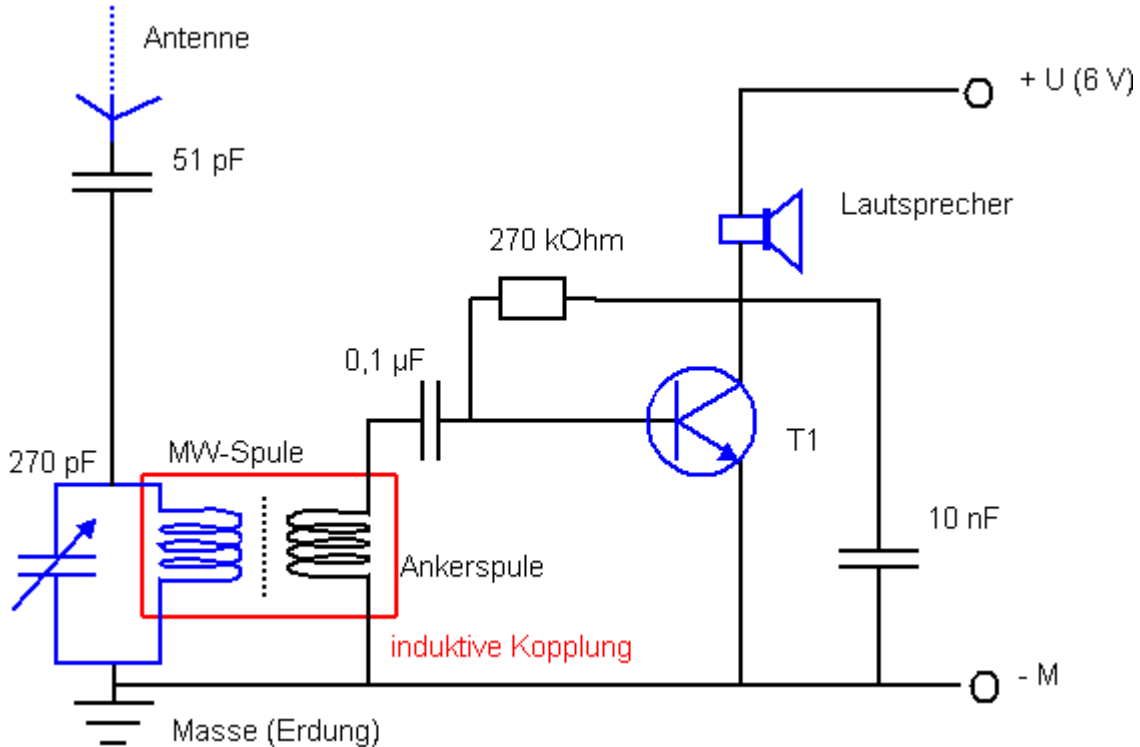 Antenne
+ U (6 V)
51 pF
Lautsprecher
270 kOhm
0,1 µF
T1
MW-Spule
270 pF
10 nF
Ankerspule
induktive Kopplung
- M
Masse (Erdung)